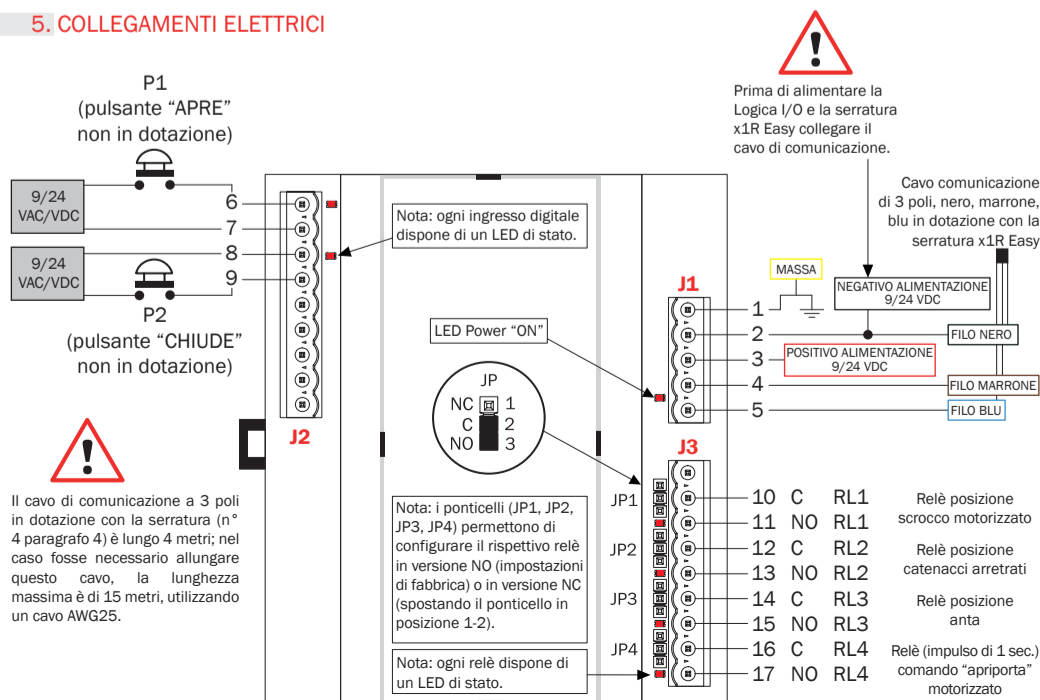 5. COLLEGAMENTI ELETTRICI
P1
(pulsante “APRE”
non in dotazione)
9/24
VAC/VDC
9/24
VAC/VDC
P2
(pulsante “CHIUDE”
non in dotazione)
6
7
8
9
J2
Il cavo di comunicazione a 3 poli
in dotazione con la serratura (n°
4 paragrafo 4) è lungo 4 metri; nel
caso fosse necessario allungare
questo cavo, la lunghezza
massima è di 15 metri, utilizzando
un cavo AWG25.
Nota: ogni ingresso digitale
dispone di un LED di stato.
LED Power “ON”
JP
NC 1
C 2
NO 3
Nota: i ponticelli (JP1, JP2,
JP3, JP4) permettono di
configurare il rispettivo relè
in versione NO (impostazioni
di fabbrica) o in versione NC
(spostando il ponticello in
posizione 1-2).
Nota: ogni relè dispone di
un LED di stato.
Prima di alimentare la
Logica I/O e la serratura
x1R Easy collegare il
cavo di comunicazione.
Cavo comunicazione
di 3 poli, nero, marrone,
blu in dotazione con la
serratura x1R Easy
J1
MASSA
NEGATIVO ALIMENTAZIONE
9/24 VDC
1
2
FILO NERO
3
POSITIVO ALIMENTAZIONE
9/24 VDC
4
FILO MARRONE
5
FILO BLU
J3
JP1
JP2
JP3
JP4
10 C RL1
11 NO RL1
Relè posizione
scrocco motorizzato
12 C RL2
13 NO RL2
Relè posizione
catenacci arretrati
14 C RL3
15 NO RL3
Relè posizione
anta
16 C RL4
17 NO RL4
Relè (impulso di 1 sec.)
comando “apriporta”
motorizzato